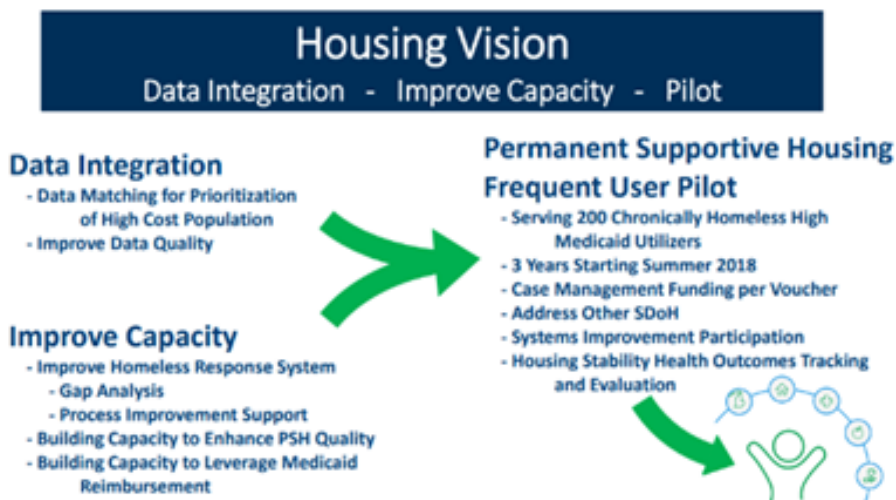 Housing Vision
Data Integration - Improve Capacity - Pilot
Data Integration
- Data Matching for Prioritization
of High Cost Population
- Improve Data Quality
Improve Capacity
- Improve Homeless Response System
- Gap Analysis
- Process Improvement Support
- Building Capacity to Enhance PSH Quality
- Building Capacity to Leverage Medicaid
Reimbursement
Permanent Supportive Housing
Frequent User Pilot
- Serving 200 Chronically Homeless High
Medicaid Utilizers
- 3 Years Starting Summer 2018
- Case Management Funding per Voucher
- Address Other SDoH
- Systems Improvement Participation
- Housing Stability Health Outcomes Tracking
and Evaluation